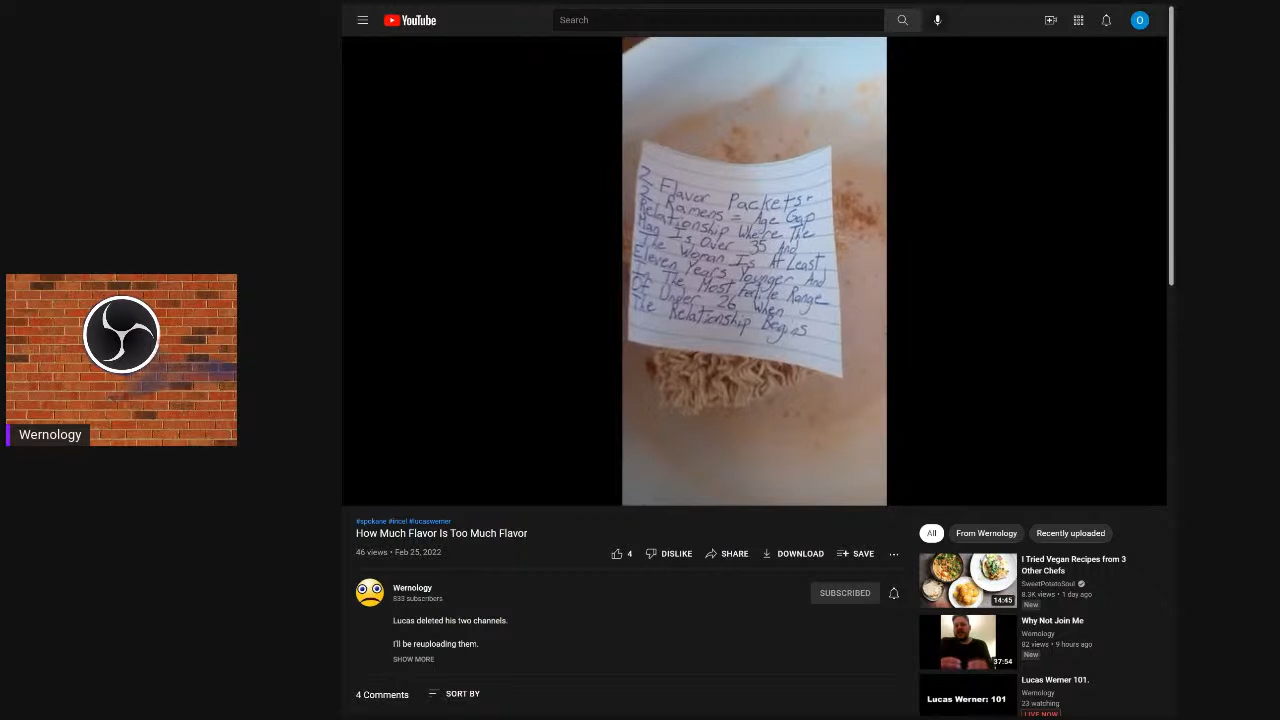 YouTube
Search
O
2 Flavor Packets+
2 Ramens = Age Gap
Relationship Where The
Man Is Over 35 And
The Woman Is At Least
Eleven Years Younger And
In The Most Fertile Range
Of Under 26 When
The Relationship Begins
Wernology
#spokane #incel #lucaswerner
How Much Flavor Is Too Much Flavor
46 views • Feb 25, 2022
4
DISLIKE
SHARE
DOWNLOAD
SAVE
Wernology
833 subscribers
SUBSCRIBED
Lucas deleted his two channels.
I'll be reuploading them.
SHOW MORE
4 Comments
SORT BY
All
From Wernology
Recently uploaded
14:45
I Tried Vegan Recipes from 3
Other Chefs
SweetPotatoSoul
8.3K views • 1 day ago
New
37:54
Why Not Join Me
Wernology
82 views • 9 hours ago
New
Lucas Werner: 101
Lucas Werner 101.
Wernology
23 watching
LIVE NOW